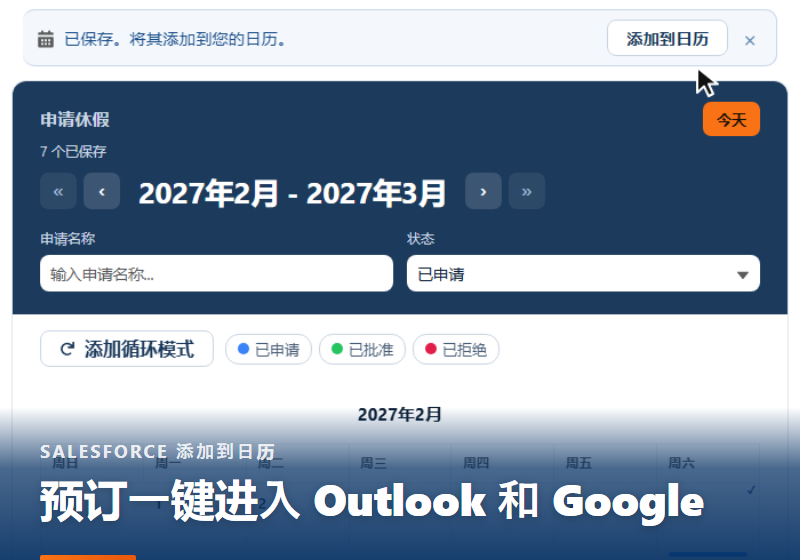 已保存。将其添加到您的日历。
添加到日历
×
申请休假
今天
7 个已保存
«
‹
2027年2月 - 2027年3月
›
»
申请名称
状态
输入申请名称...
已申请
添加循环模式
已申请
已批准
已拒绝
2027年2月
SALESFORCE 添加到日历
周日 周一 周二 周三 周四 周五 周六
预订一键进入 Outlook 和 Google